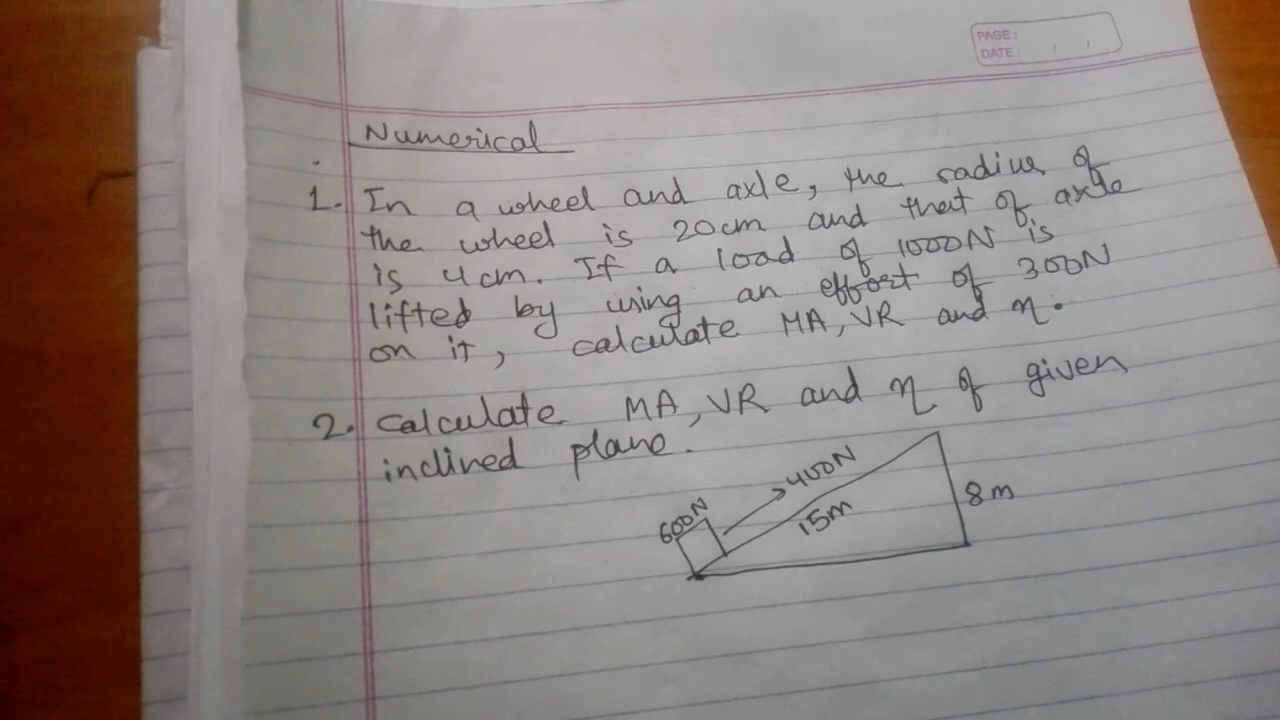 PAGE:
DATE: / /
Numerical
1. In a wheel and axle, the radius of
the wheel is 20cm and that of axle
is 4cm. If a load of 1000N is
lifted by using an effort of 300N
on it, calculate MA, VR and η.
2. Calculate MA, VR and η of given
inclined plane.
600N
400N
15m
8m